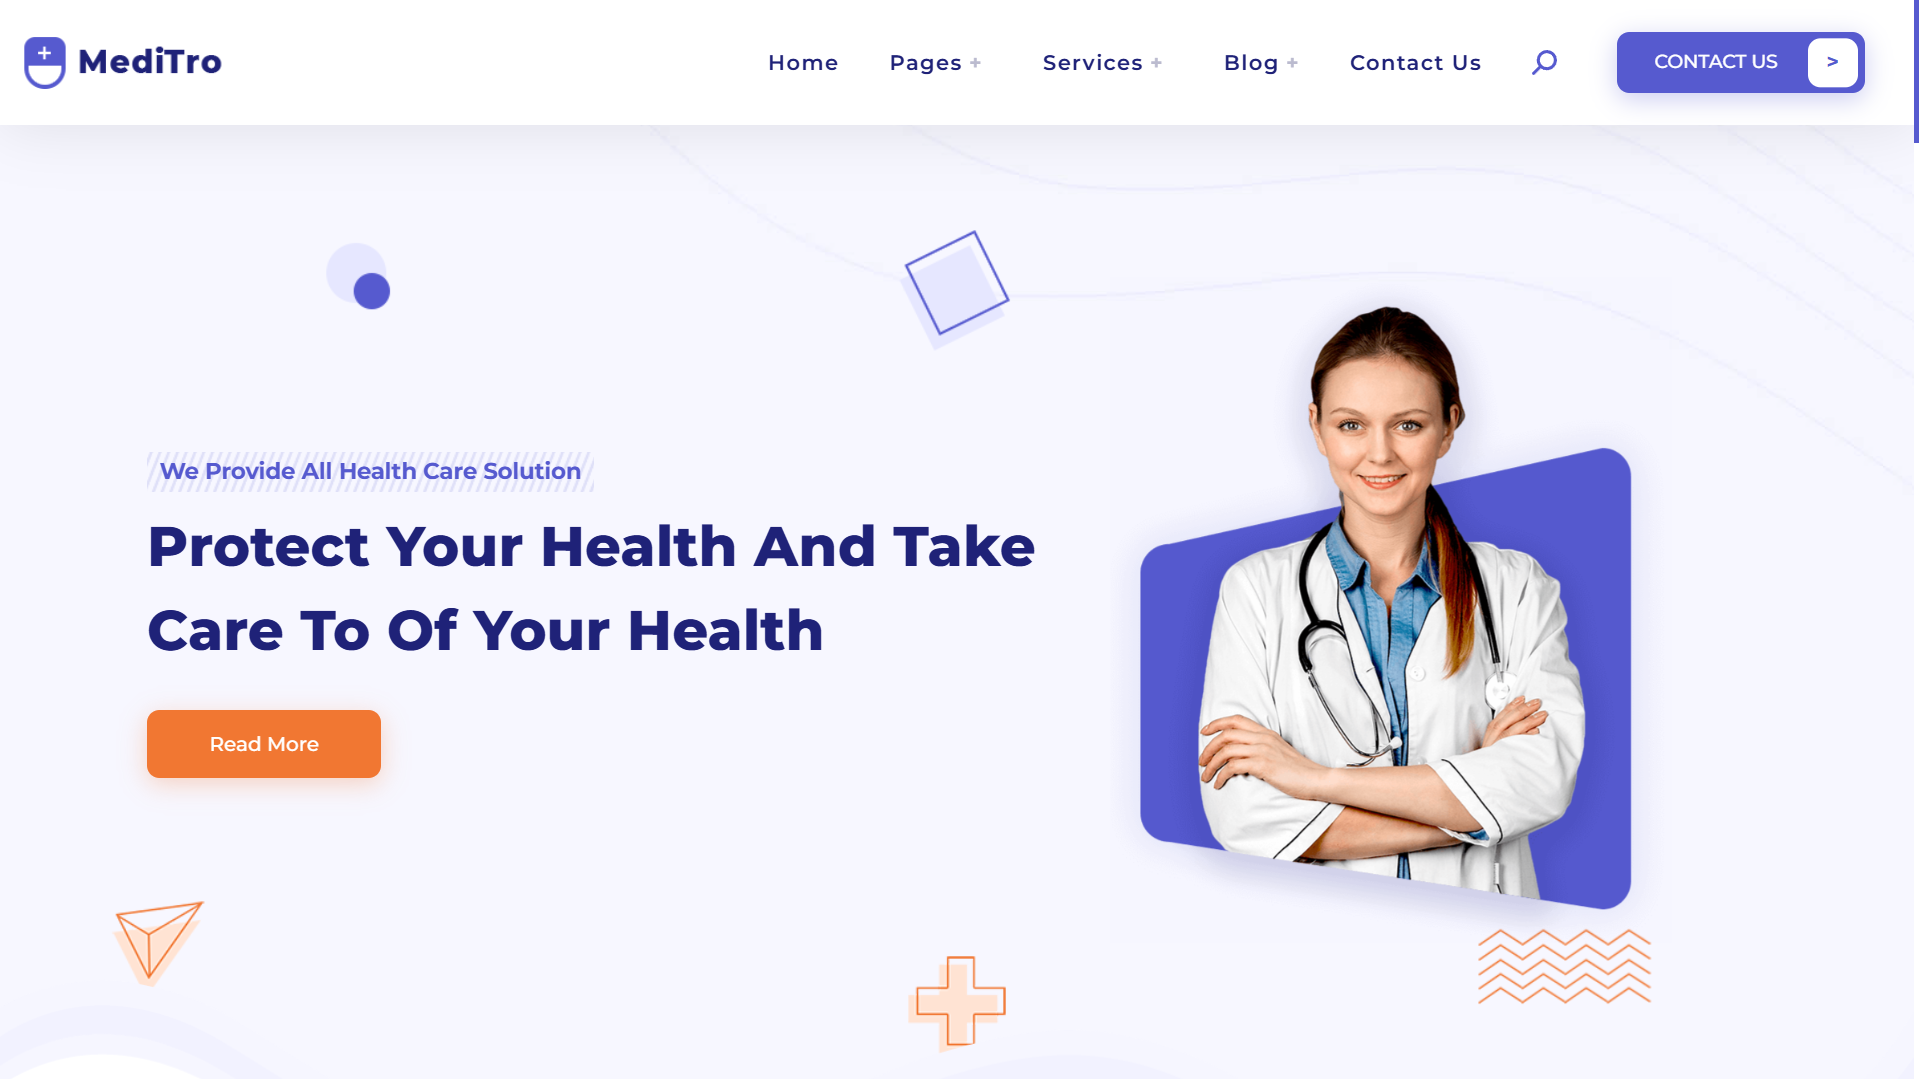 MediTro
Home Pages + Services + Blog + Contact Us CONTACT US >
We Provide All Health Care Solution
Protect Your Health And Take
Care To Of Your Health
Read More